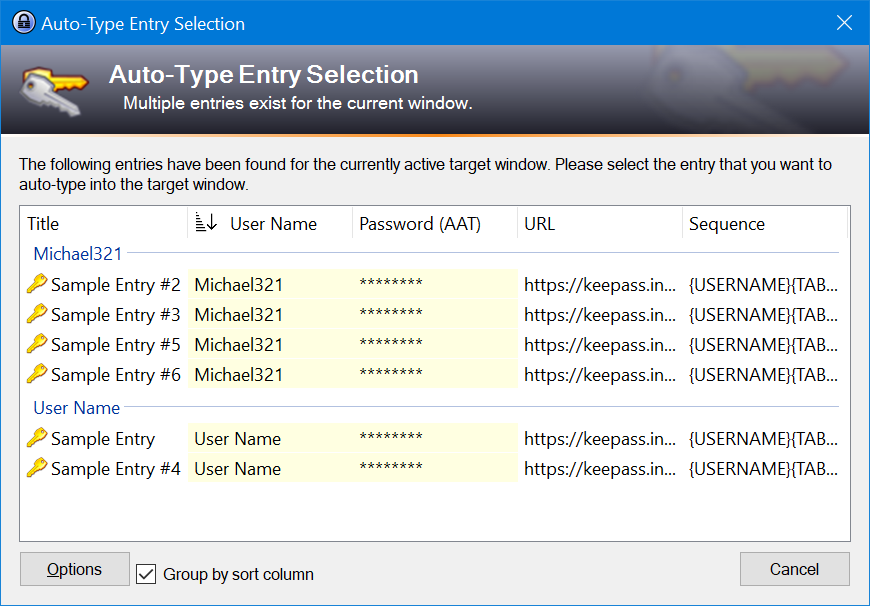 Auto-Type Entry Selection
Auto-Type Entry Selection
Multiple entries exist for the current window.
The following entries have been found for the currently active target window. Please select the entry that you want to
auto-type into the target window.
Title User Name Password (AAT) URL Sequence
Michael321
Sample Entry #2 Michael321 ******** https://keepass.in... {USERNAME}{TAB...
Sample Entry #3 Michael321 ******** https://keepass.in... {USERNAME}{TAB...
Sample Entry #5 Michael321 ******** https://keepass.in... {USERNAME}{TAB...
Sample Entry #6 Michael321 ******** https://keepass.in... {USERNAME}{TAB...
User Name
Sample Entry User Name ******** https://keepass.in... {USERNAME}{TAB...
Sample Entry #4 User Name ******** https://keepass.in... {USERNAME}{TAB...
Options Group by sort column Cancel